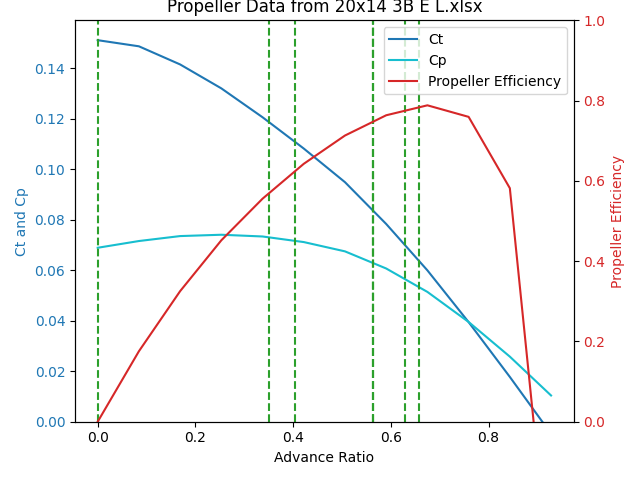 Propeller Data from 20x14 3B E L.xlsx
Ct
Cp
Propeller Efficiency
0.14
0.12
0.10
0.08
0.06
0.04
0.02
0.00
Ct and Cp
1.0
0.8
0.6
0.4
0.2
0.0
Propeller Efficiency
0.0 0.2 0.4 0.6 0.8
Advance Ratio